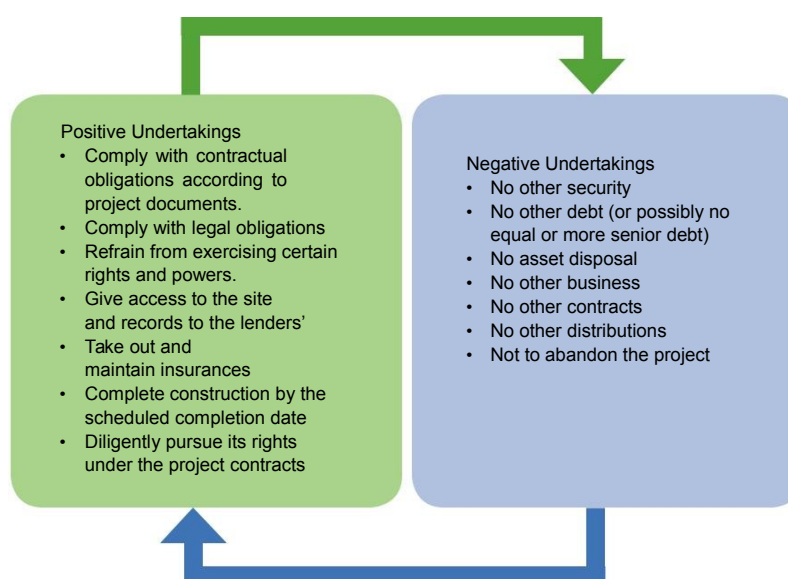 Positive Undertakings
• Comply with contractual
obligations according to
project documents.
• Comply with legal obligations
• Refrain from exercising certain
rights and powers.
• Give access to the site
and records to the lenders’
• Take out and
maintain insurances
• Complete construction by the
scheduled completion date
• Diligently pursue its rights
under the project contracts
Negative Undertakings
• No other security
• No other debt (or possibly no
equal or more senior debt)
• No asset disposal
• No other business
• No other contracts
• No other distributions
• Not to abandon the project